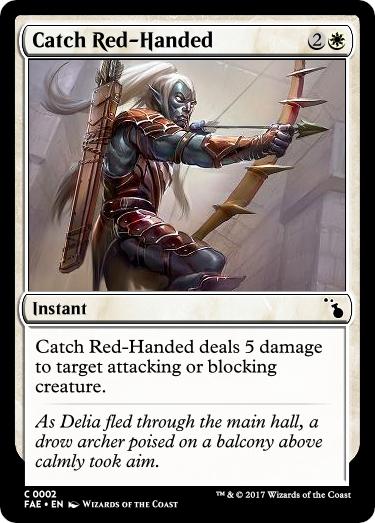 Catch Red-Handed 2
Instant
Catch Red-Handed deals 5 damage
to target attacking or blocking
creature.
As Delia fled through the main hall, a
drow archer poised on a balcony above
calmly took aim.
C 0002
FAE • EN WIZARDS OF THE COAST
™ & © 2017 Wizards of the Coast